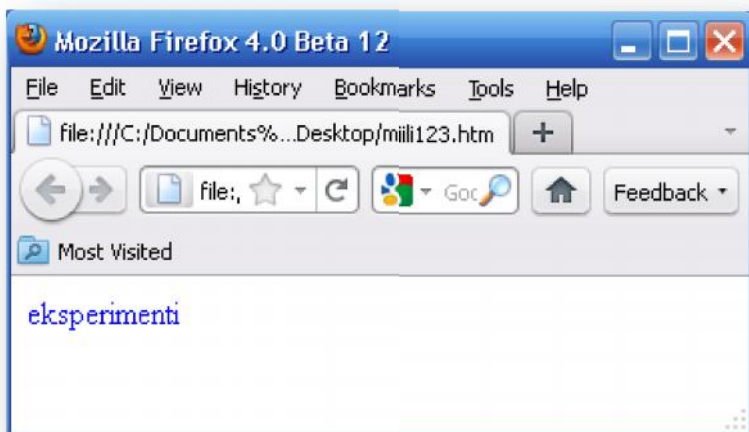 Mozilla Firefox 4.0 Beta 12
File Edit View History Bookmarks Tools Help
file:///C:/Documents%...Desktop/miili123.htm
file:, Goo Feedback
Most Visited
eksperimenti